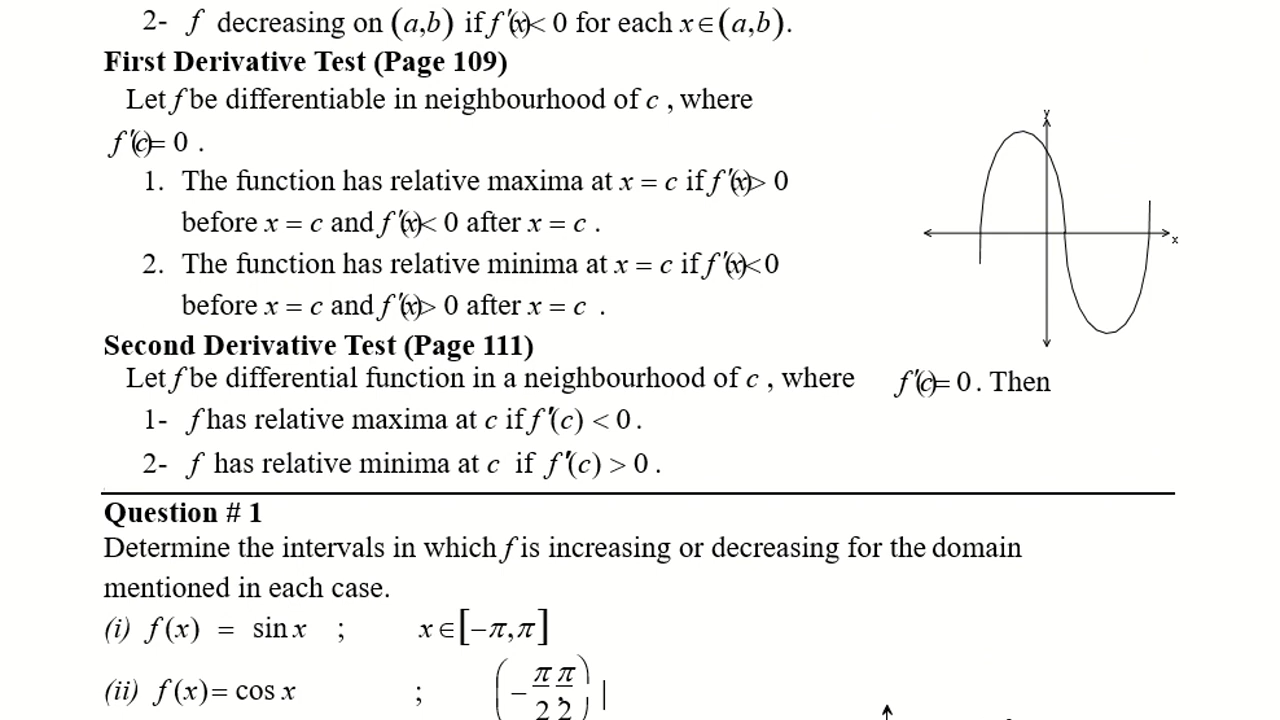 2- f decreasing on (a,b) if f′(x)< 0 for each x∈(a,b).
First Derivative Test (Page 109)
Let f be differentiable in neighbourhood of c , where
f′(c)= 0 .
1. The function has relative maxima at x = c if f′(x)> 0
before x = c and f′(x)< 0 after x = c .
2. The function has relative minima at x = c if f′(x)<0
before x = c and f′(x)> 0 after x = c .
y
x
Second Derivative Test (Page 111)
Let f be differential function in a neighbourhood of c , where f′(c)= 0 . Then
1- f has relative maxima at c if f′(c) < 0 .
2- f has relative minima at c if f′(c) > 0 .
Question # 1
Determine the intervals in which f is increasing or decreasing for the domain
mentioned in each case.
(i) f(x) = sin x ; x∈[−π,π]
(ii) f(x)= cos x ; (−π/2, π/2) |